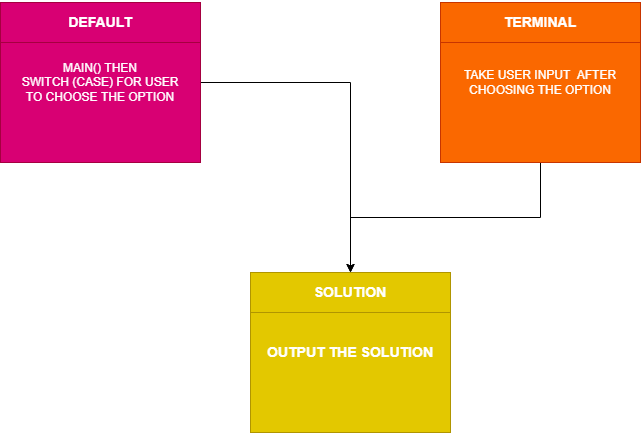 DEFAULT
MAIN() THEN
SWITCH (CASE) FOR USER
TO CHOOSE THE OPTION
TERMINAL
TAKE USER INPUT  AFTER
CHOOSING THE OPTION
SOLUTION
OUTPUT THE SOLUTION